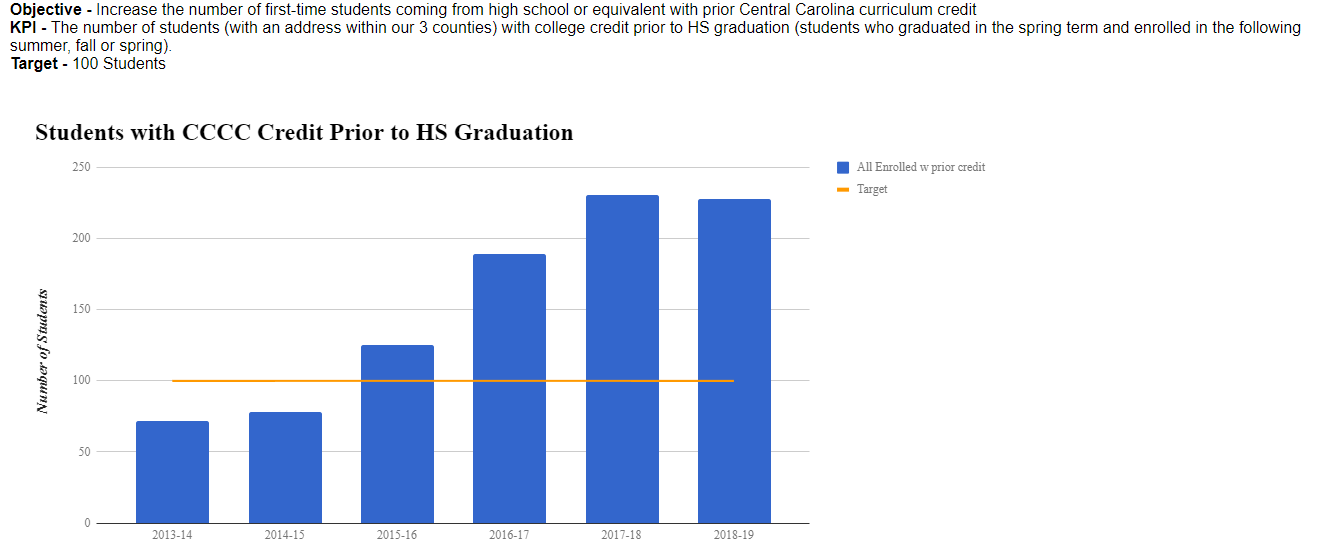 Objective - Increase the number of first-time students coming from high school or equivalent with prior Central Carolina curriculum credit
KPI - The number of students (with an address within our 3 counties) with college credit prior to HS graduation (students who graduated in the spring term and enrolled in the following
summer, fall or spring).
Target - 100 Students
Students with CCCC Credit Prior to HS Graduation
250
200
150
100
50
0
Number of Students
2013-14
2014-15
2015-16
2016-17
2017-18
2018-19
All Enrolled w prior credit
Target